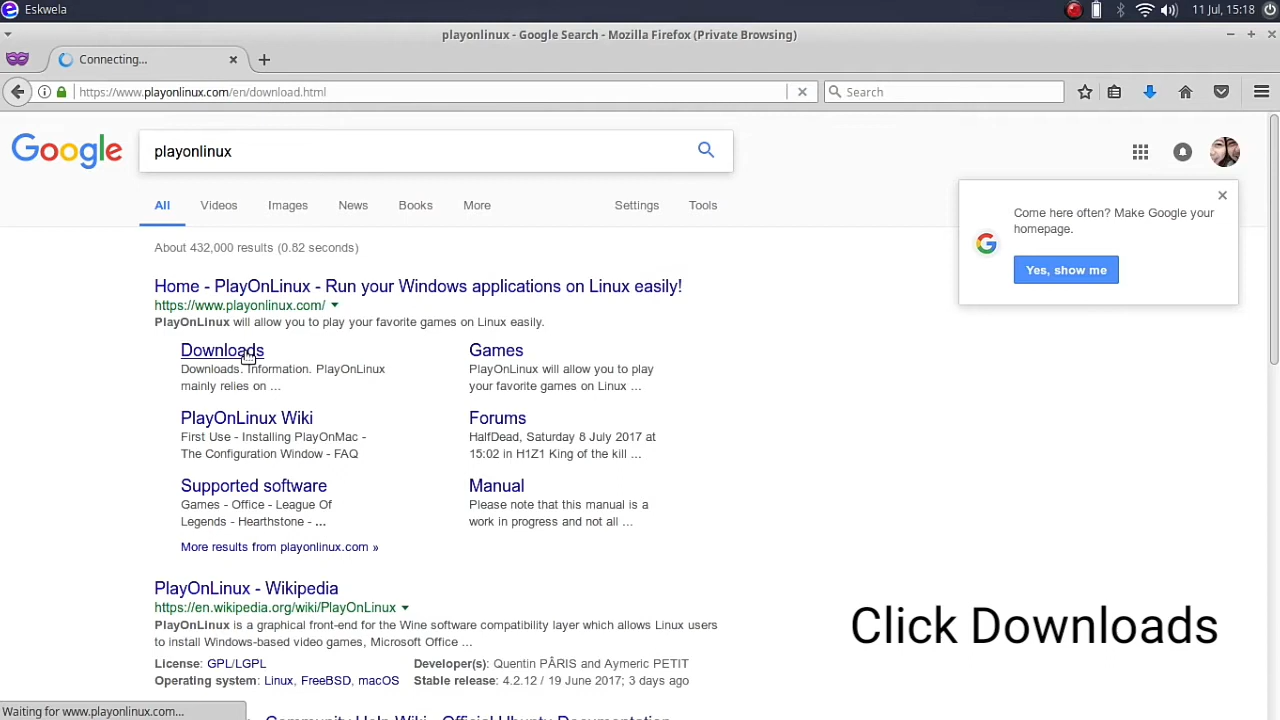 Eskwela
11 Jul, 15:18
playonlinux - Google Search - Mozilla Firefox (Private Browsing)
Connecting...
https://www.playonlinux.com/en/download.html
Search
Google
playonlinux
All Videos Images News Books More Settings Tools
Come here often? Make Google your
homepage.
Yes, show me
About 432,000 results (0.82 seconds)
Home - PlayOnLinux - Run your Windows applications on Linux easily!
https://www.playonlinux.com/
PlayOnLinux will allow you to play your favorite games on Linux easily.
Downloads
Downloads. Information. PlayOnLinux
mainly relies on ...
Games
PlayOnLinux will allow you to play
your favorite games on Linux ...
PlayOnLinux Wiki
First Use - Installing PlayOnMac -
The Configuration Window - FAQ
Forums
HalfDead, Saturday 8 July 2017 at
15:02 in H1Z1 King of the kill ...
Supported software
Games - Office - League Of
Legends - Hearthstone - ...
Manual
Please note that this manual is a
work in progress and not all ...
More results from playonlinux.com »
PlayOnLinux - Wikipedia
https://en.wikipedia.org/wiki/PlayOnLinux
PlayOnLinux is a graphical front-end for the Wine software compatibility layer which allows Linux users
to install Windows-based video games, Microsoft Office ...
License: GPL/LGPL Developer(s): Quentin PÂRIS and Aymeric PETIT
Operating system: Linux, FreeBSD, macOS Stable release: 4.2.12 / 19 June 2017; 3 days ago
Click Downloads
Waiting for www.playonlinux.com...
Community Help Wiki - Official Ubuntu Documentation